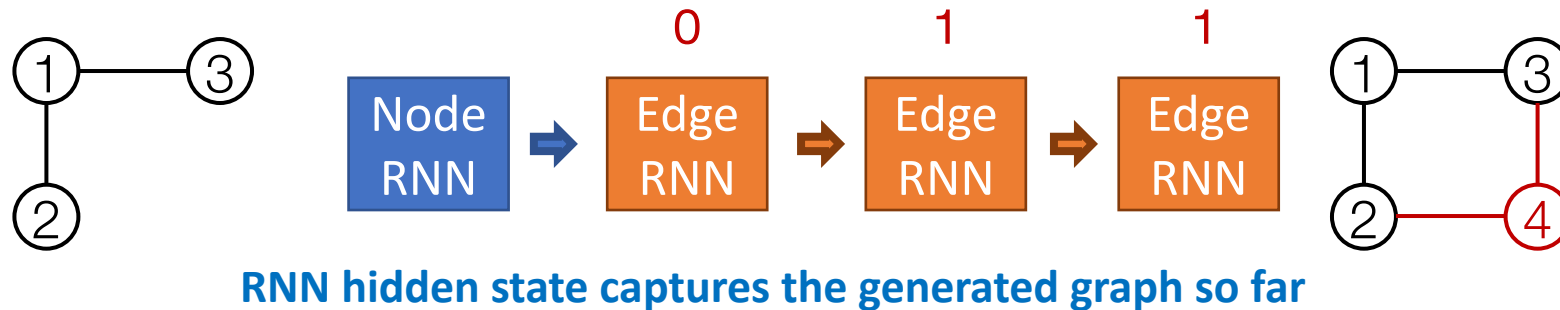 0 1 1
1 3
Node RNN
Edge RNN
Edge RNN
Edge RNN
1 3
2
2 4
RNN hidden state captures the generated graph so far